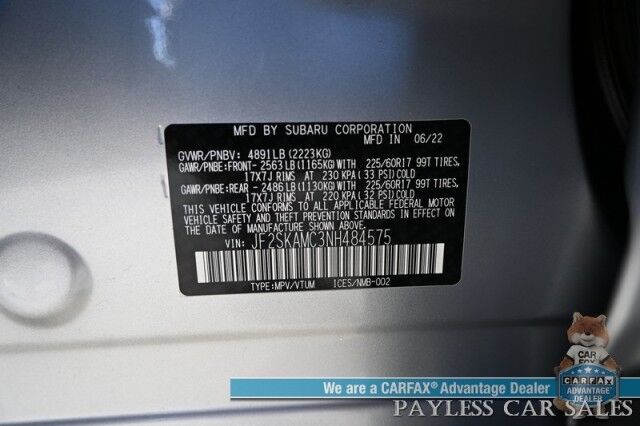 MFD BY SUBARU CORPORATION
MFD IN 06/22
GVWR/PNBV: 4891LB(2223KG)
GAWR/PNBE:FRONT- 2563LB(1165KG)WITH 225/60R17 99T TIRES,
17X7J RIMS AT 230 KPA(33 PSI)COLD
GAWR/PNBE:REAR - 2486LB(1130KG)WITH 225/60R17 99T TIRES,
17X7J RIMS AT 220 KPA(32 PSI)COLD
THIS VEHICLE CONFORMS TO ALL APPLICABLE FEDERAL MOTOR
VEHICLE SAFETY AND THEFT PREVENTION STANDARDS IN EFFECT
ON THE DATE OF MANUFACTURE SHOWN ABOVE.
VIN: JF2SKAMC3NH484575
TYPE:MPV/VTUM ICES/NMB-002
We are a CARFAX® Advantage Dealer
CAR
FOX
CARFAX
ADVANTAGE
DEALER
PAYLESS CAR SALES